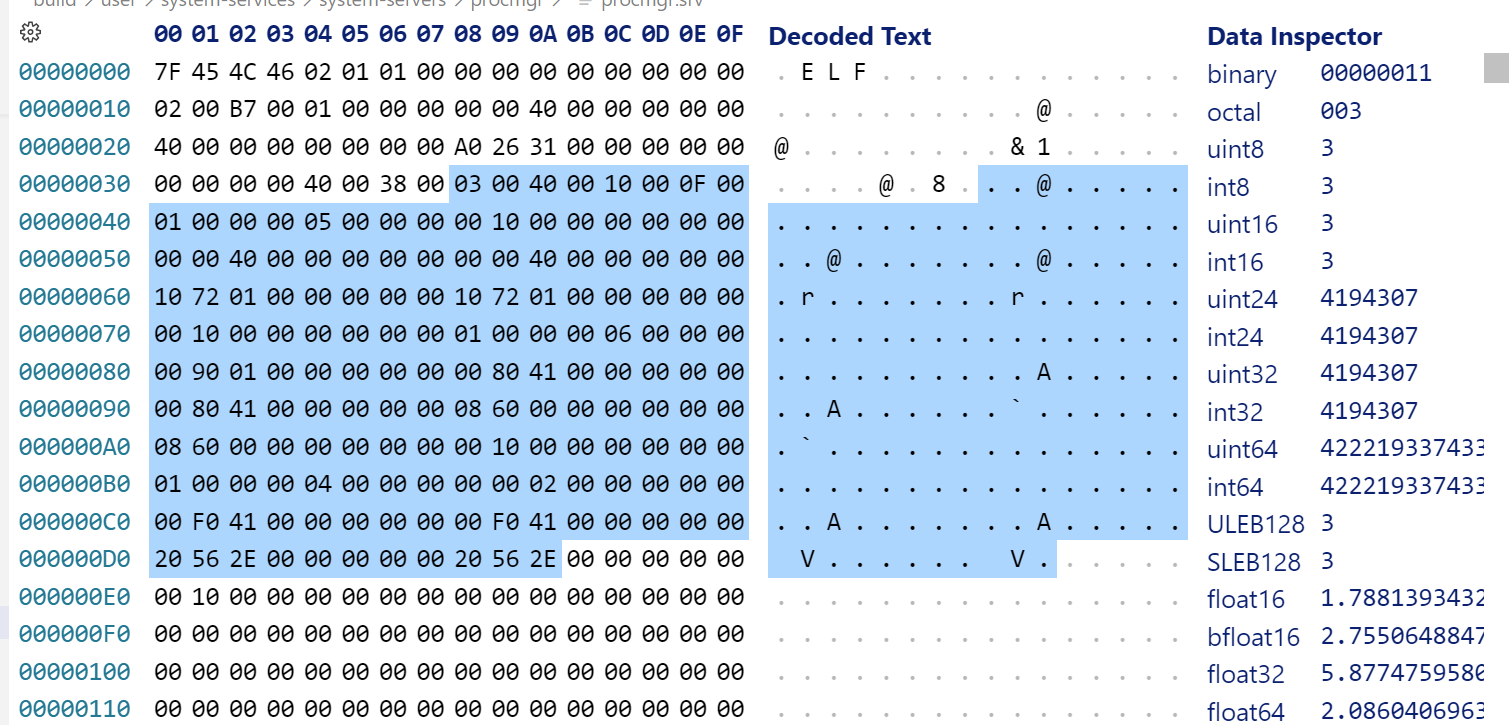 build / user / system-services / system-servers / procmgr / procmgr.srv
00 01 02 03 04 05 06 07 08 09 0A 0B 0C 0D 0E 0F Decoded Text Data Inspector
00000000 7F 45 4C 46 02 01 01 00 00 00 00 00 00 00 00 00 . E L F . . . . . . . . . . . . binary 00000011
00000010 02 00 B7 00 01 00 00 00 00 00 40 00 00 00 00 00 . . . . . . . . . . @ . . . . . octal 003
00000020 40 00 00 00 00 00 00 00 A0 26 31 00 00 00 00 00 @ . . . . . . . . & 1 . . . . . uint8 3
00000030 00 00 00 00 40 00 38 00 03 00 40 00 10 00 0F 00 . . . . @ . 8 . . . @ . . . . . int8 3
00000040 01 00 00 00 05 00 00 00 00 10 00 00 00 00 00 00 . . . . . . . . . . . . . . . . uint16 3
00000050 00 00 40 00 00 00 00 00 00 00 40 00 00 00 00 00 . . @ . . . . . . . @ . . . . . int16 3
00000060 10 72 01 00 00 00 00 00 10 72 01 00 00 00 00 00 . r . . . . . . . r . . . . . . uint24 4194307
00000070 00 10 00 00 00 00 00 00 01 00 00 00 06 00 00 00 . . . . . . . . . . . . . . . . int24 4194307
00000080 00 90 01 00 00 00 00 00 00 80 41 00 00 00 00 00 . . . . . . . . . . A . . . . . uint32 4194307
00000090 00 80 41 00 00 00 00 00 08 60 00 00 00 00 00 00 . . A . . . . . . ` . . . . . . int32 4194307
000000A0 08 60 00 00 00 00 00 00 00 10 00 00 00 00 00 00 . ` . . . . . . . . . . . . . . uint64 422219337433
000000B0 01 00 00 00 04 00 00 00 00 00 02 00 00 00 00 00 . . . . . . . . . . . . . . . . int64 422219337433
000000C0 00 F0 41 00 00 00 00 00 00 F0 41 00 00 00 00 00 . . A . . . . . . . A . . . . . ULEB128 3
000000D0 20 56 2E 00 00 00 00 00 20 56 2E 00 00 00 00 00 V . . . . . . V . . . . . . SLEB128 3
000000E0 00 10 00 00 00 00 00 00 00 00 00 00 00 00 00 00 . . . . . . . . . . . . . . . . float16 1.7881393432
000000F0 00 00 00 00 00 00 00 00 00 00 00 00 00 00 00 00 . . . . . . . . . . . . . . . . bfloat16 2.7550648847
00000100 00 00 00 00 00 00 00 00 00 00 00 00 00 00 00 00 . . . . . . . . . . . . . . . . float32 5.8774759580
00000110 00 00 00 00 00 00 00 00 00 00 00 00 00 00 00 00 . . . . . . . . . . . . . . . . float64 2.0860406963